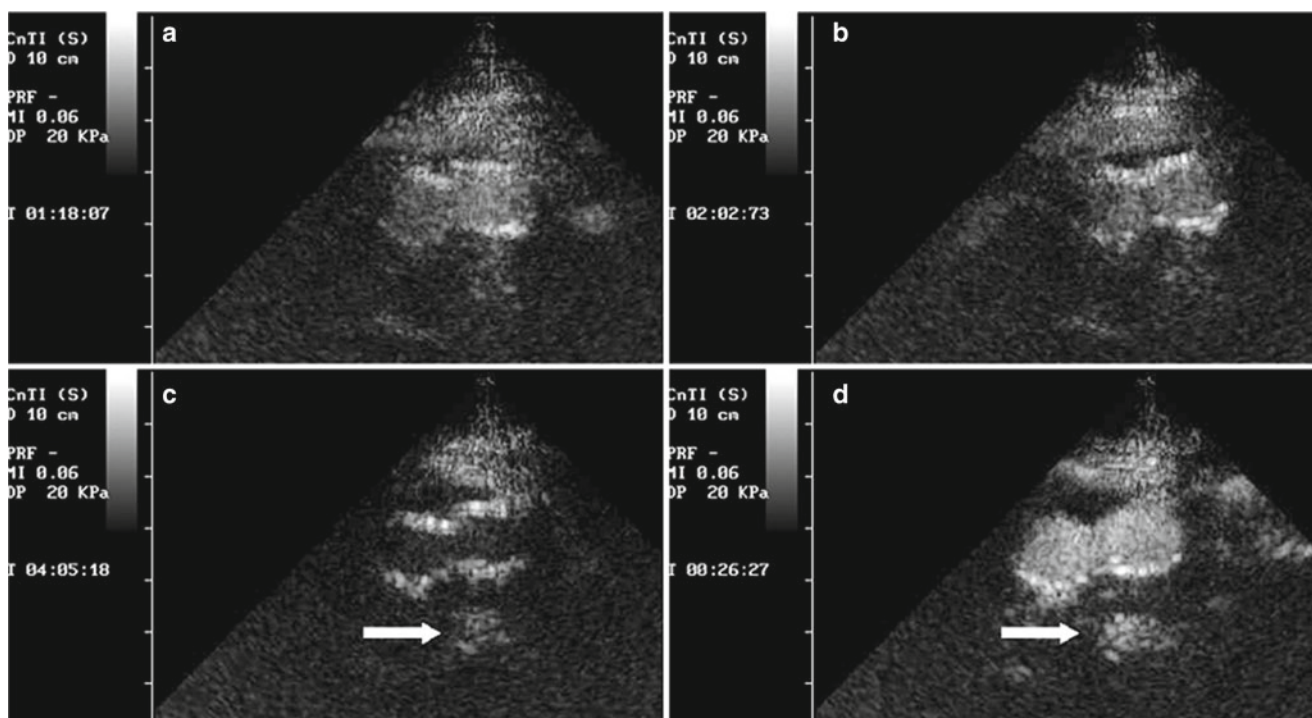 a
CnTI (S)
D 10 cm
PRF -
MI 0.06
DP 20 KPa
T 01:18:07
b
CnTI (S)
D 10 cm
PRF -
MI 0.06
DP 20 KPa
T 02:02:73
c
CnTI (S)
D 10 cm
PRF -
MI 0.06
DP 20 KPa
T 04:05:18
d
CnTI (S)
D 10 cm
PRF -
MI 0.06
DP 20 KPa
T 00:26:27